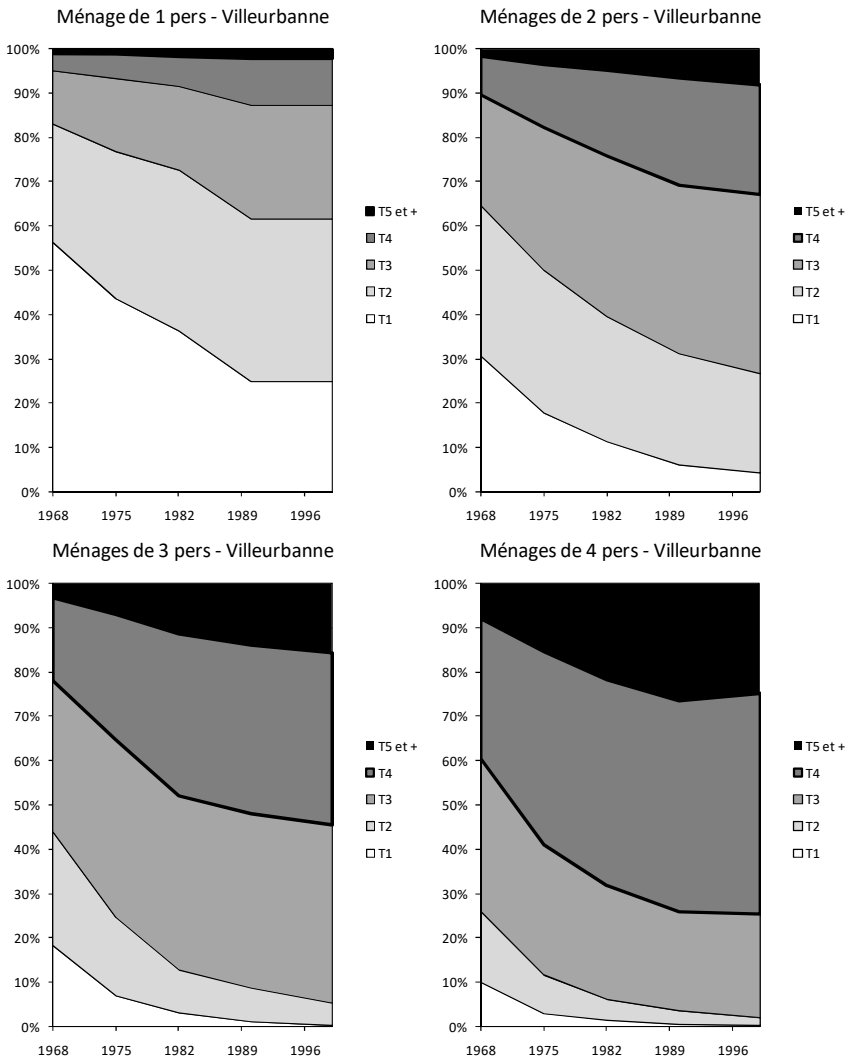 Ménage de 1 pers - Villeurbanne
100%
90%
80%
70%
60%
50%
40%
30%
20%
10%
0%
1968 1975 1982 1989 1996
T5 et +
T4
T3
T2
T1
Ménages de 2 pers - Villeurbanne
100%
90%
80%
70%
60%
50%
40%
30%
20%
10%
0%
1968 1975 1982 1989 1996
T5 et +
T4
T3
T2
T1
Ménages de 3 pers - Villeurbanne
100%
90%
80%
70%
60%
50%
40%
30%
20%
10%
0%
1968 1975 1982 1989 1996
T5 et +
T4
T3
T2
T1
Ménages de 4 pers - Villeurbanne
100%
90%
80%
70%
60%
50%
40%
30%
20%
10%
0%
1968 1975 1982 1989 1996
T5 et +
T4
T3
T2
T1